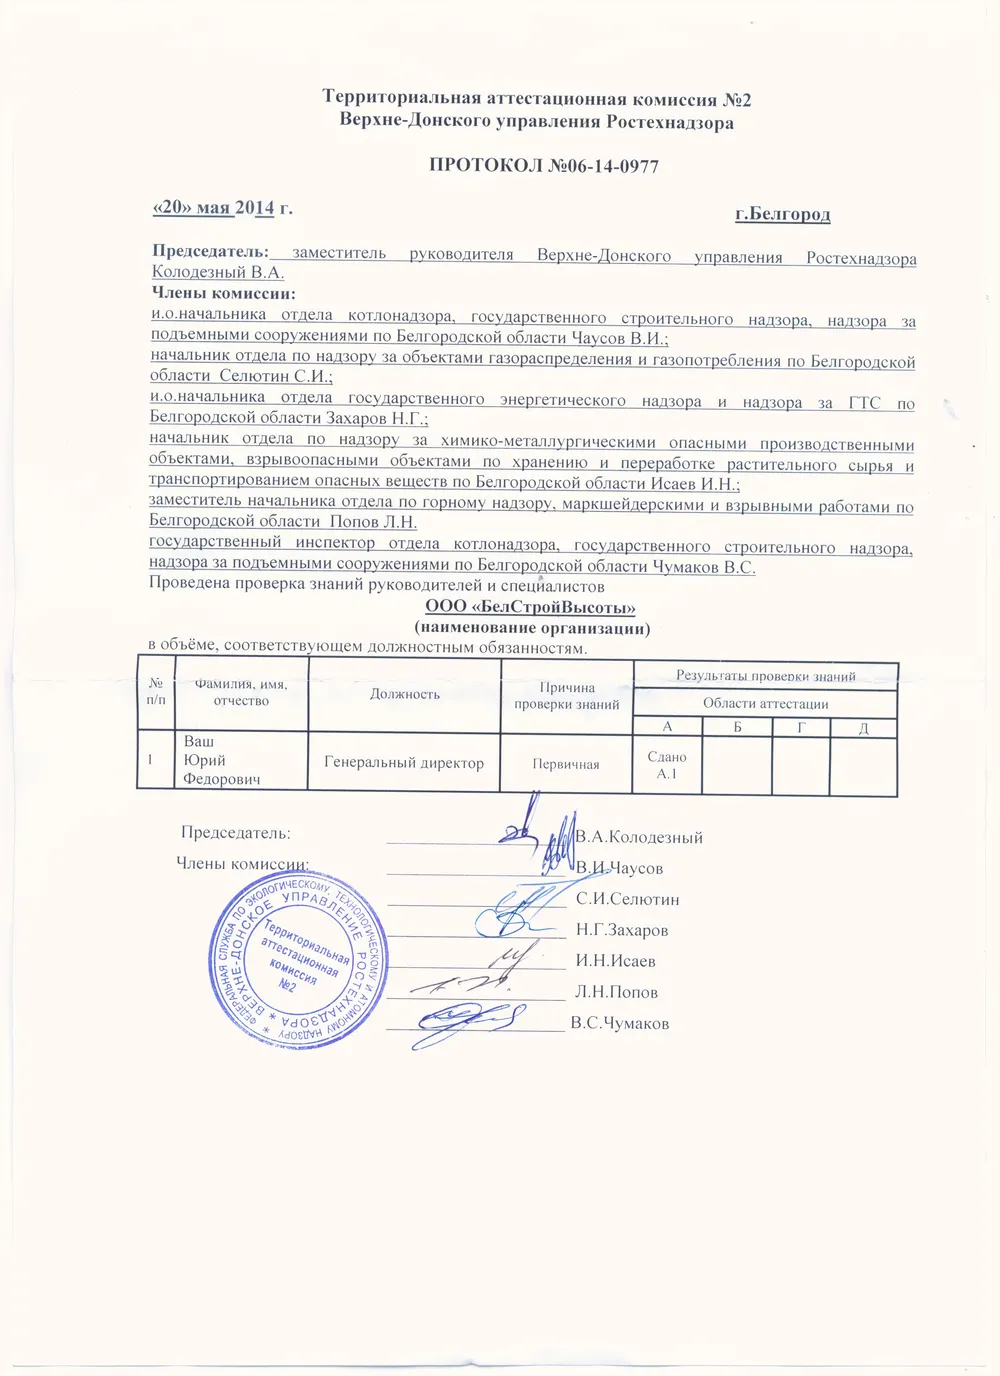 Территориальная аттестационная комиссия №2
Верхне-Донского управления Ростехнадзора
ПРОТОКОЛ №06-14-0977
«20» мая 2014 г.
г.Белгород
Председатель: заместитель руководителя Верхне-Донского управления Ростехнадзора
Колодезный В.А.
Члены комиссии:
и.о.начальника отдела котлонадзора, государственного строительного надзора, надзора за
подъемными сооружениями по Белгородской области Чаусов В.И.;
начальник отдела по надзору за объектами газораспределения и газопотребления по Белгородской
области Селютин С.И.;
и.о.начальника отдела государственного энергетического надзора и надзора за ГТС по
Белгородской области Захаров Н.Г.;
начальник отдела по надзору за химико-металлургическими опасными производственными
объектами, взрывоопасными объектами по хранению и переработке растительного сырья и
транспортированием опасных веществ по Белгородской области Исаев И.Н.;
заместитель начальника отдела по горному надзору, маркшейдерскими и взрывными работами по
Белгородской области Попов Л.Н.
государственный инспектор отдела котлонадзора, государственного строительного надзора,
надзора за подъемными сооружениями по Белгородской области Чумаков В.С.
Проведена проверка знаний руководителей и специалистов
ООО «БелСтройВысоты»
(наименование организации)
в объёме, соответствующем должностным обязанностям.
№ п/п
Фамилия, имя, отчество
Должность
Причина проверки знаний
Результаты проверки знаний
Области аттестации
А Б Г Д
1
Ваш
Юрий
Федорович
Генеральный директор
Первичная
Сдано
А.1
Председатель:
В.А.Колодезный
Члены комиссии:
В.И.Чаусов
С.И.Селютин
Н.Г.Захаров
И.Н.Исаев
Л.Н.Попов
В.С.Чумаков
ФЕДЕРАЛЬНАЯ СЛУЖБА ПО ЭКОЛОГИЧЕСКОМУ, ТЕХНОЛОГИЧЕСКОМУ И АТОМНОМУ НАДЗОРУ *
ВЕРХНЕ-ДОНСКОЕ УПРАВЛЕНИЕ РОСТЕХНАДЗОРА *
Территориальная
аттестационная
комиссия
№2